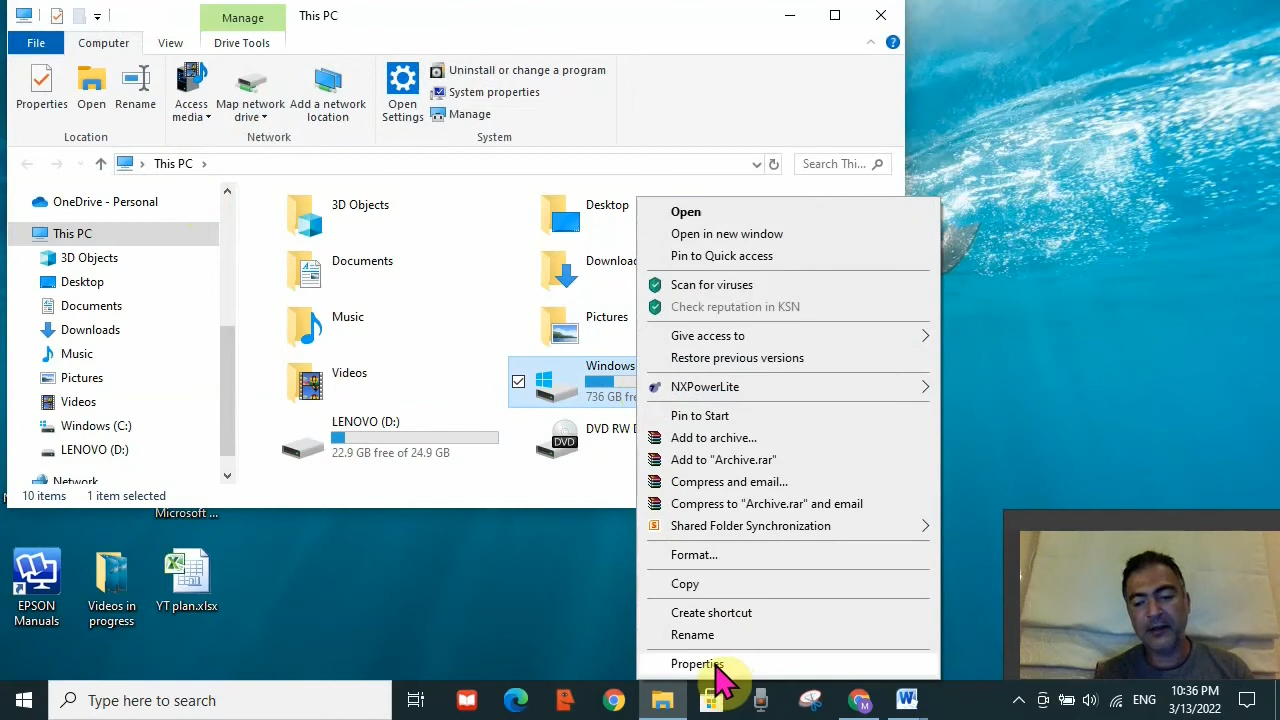 Manage
This PC
File
Computer
View
Drive Tools
Properties
Open
Rename
Access media
Map network drive
Add a network location
Open Settings
Uninstall or change a program
System properties
Manage
Location
Network
System
This PC
Search Thi...
OneDrive - Personal
This PC
3D Objects
Desktop
Documents
Downloads
Music
Pictures
Videos
Windows (C:)
LENOVO (D:)
Network
3D Objects
Desktop
Documents
Music
Pictures
Videos
Windows
736 GB
LENOVO (D:)
22.9 GB free of 24.9 GB
DVD RW
DVD
10 items
1 item selected
Open
Open in new window
Pin to Quick access
Scan for viruses
Check reputation in KSN
Give access to
Restore previous versions
NXPowerLite
Pin to Start
Add to archive...
Add to "Archive.rar"
Compress and email...
Compress to "Archive.rar" and email
Shared Folder Synchronization
Format...
Copy
Create shortcut
Rename
Properties
Microsoft ...
EPSON Manuals
Videos in progress
YT plan.xlsx
Type here to search
ENG
10:36 PM
3/13/2022